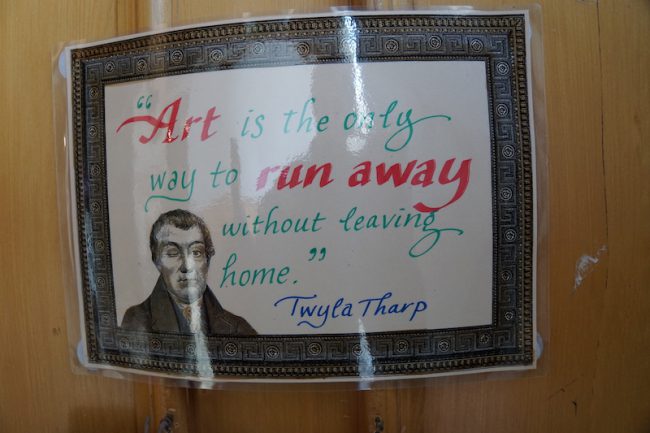 “Art is the only
way to run away
without leaving
home.”
Twyla Tharp